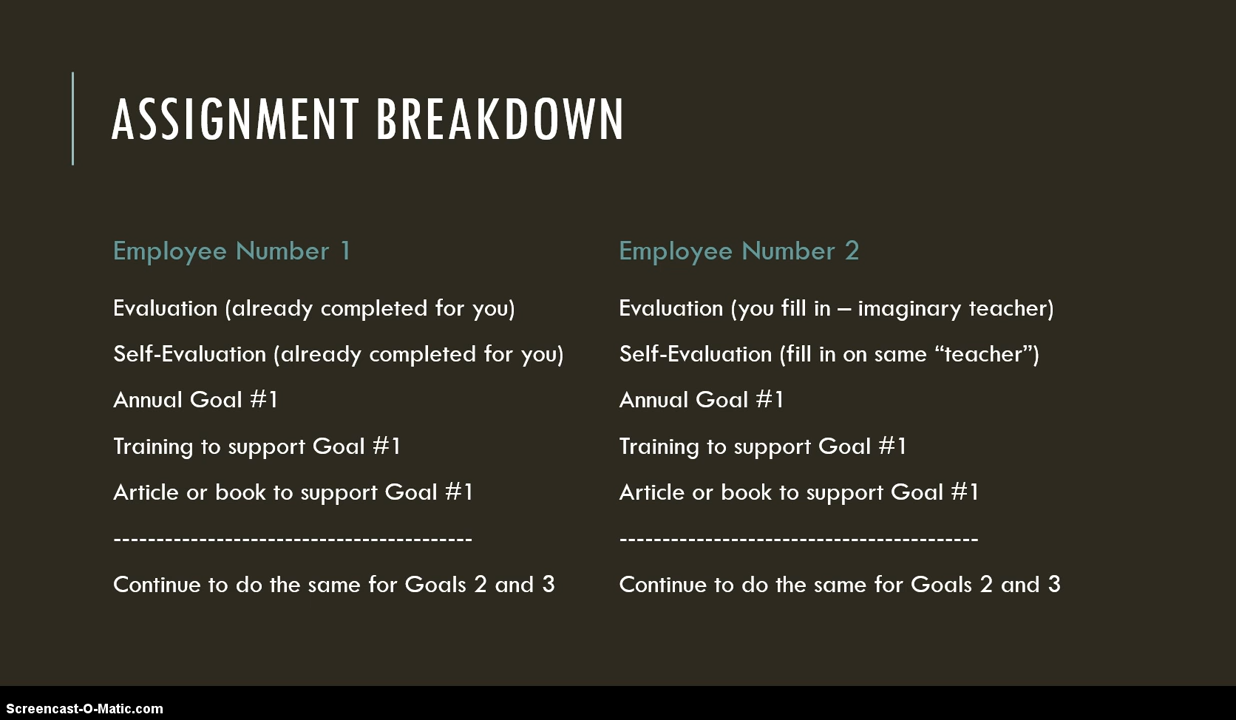 ASSIGNMENT BREAKDOWN
Employee Number 1
Evaluation (already completed for you)
Self-Evaluation (already completed for you)
Annual Goal #1
Training to support Goal #1
Article or book to support Goal #1
------------------------------------------
Continue to do the same for Goals 2 and 3
Employee Number 2
Evaluation (you fill in – imaginary teacher)
Self-Evaluation (fill in on same “teacher”)
Annual Goal #1
Training to support Goal #1
Article or book to support Goal #1
------------------------------------------
Continue to do the same for Goals 2 and 3
Screencast-O-Matic.com